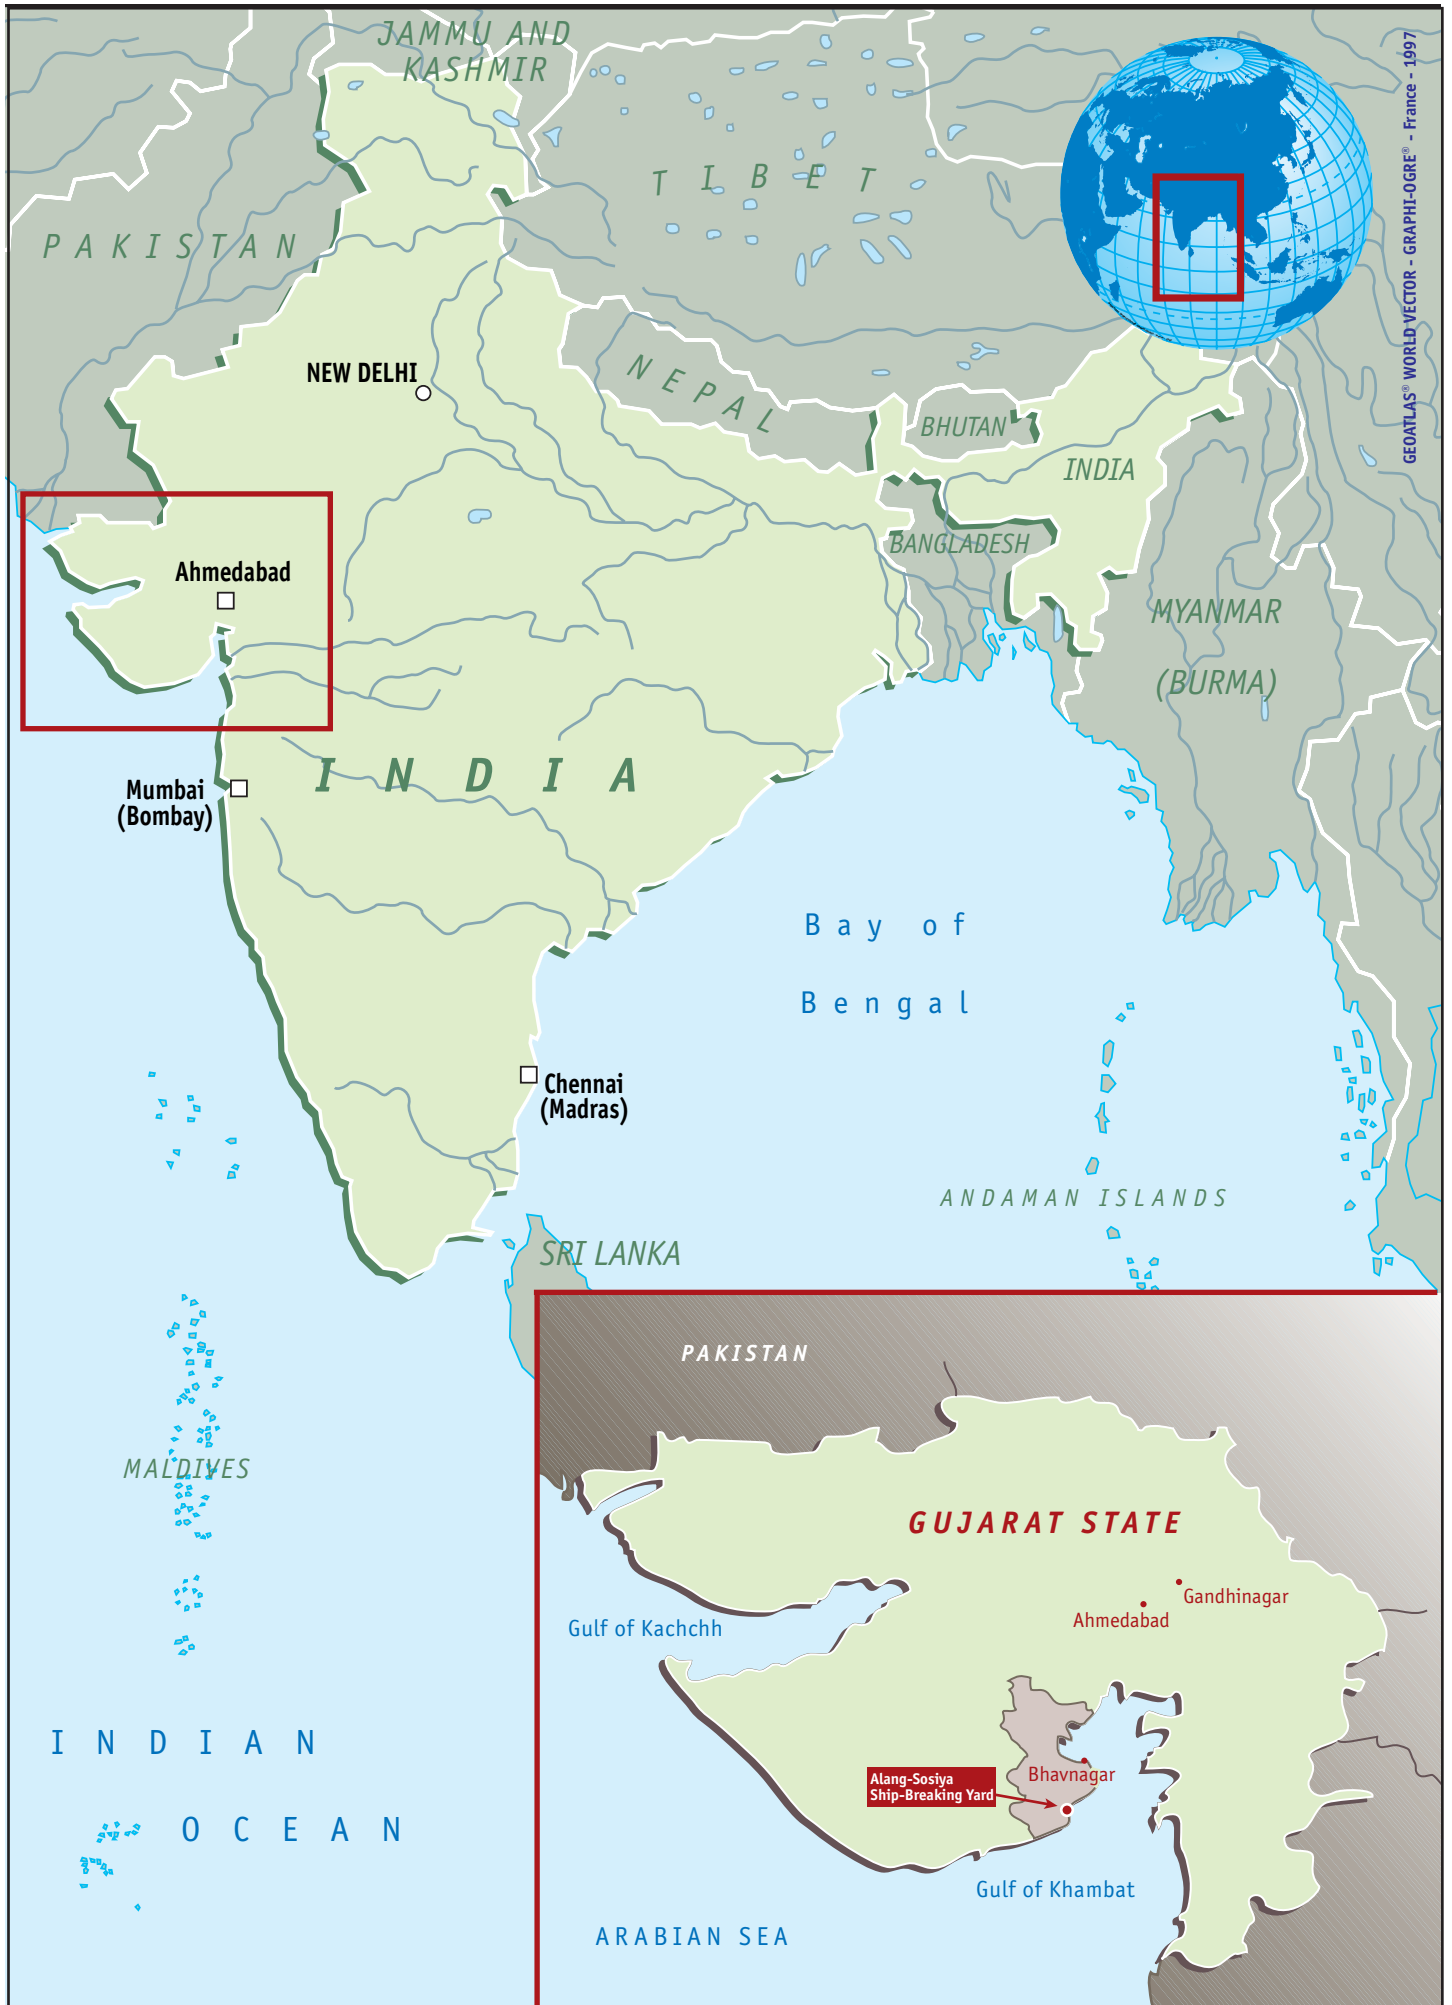 JAMMU AND
KASHMIR
GEOATLAS® WORLD VECTOR - GRAPHI-OGRE® - France - 1997
TIBET
PAKISTAN
NEW DELHI
NEPAL
BHUTAN
INDIA
BANGLADESH
Ahmedabad
MYANMAR
(BURMA)
INDIA
Mumbai
(Bombay)
Bay of
Bengal
Chennai
(Madras)
ANDAMAN ISLANDS
SRI LANKA
MALDIVES
INDIAN
OCEAN
PAKISTAN
GUJARAT STATE
Gandhinagar
Ahmedabad
Gulf of Kachchh
Bhavnagar
Alang-Sosiya
Ship-Breaking Yard
Gulf of Khambat
ARABIAN SEA